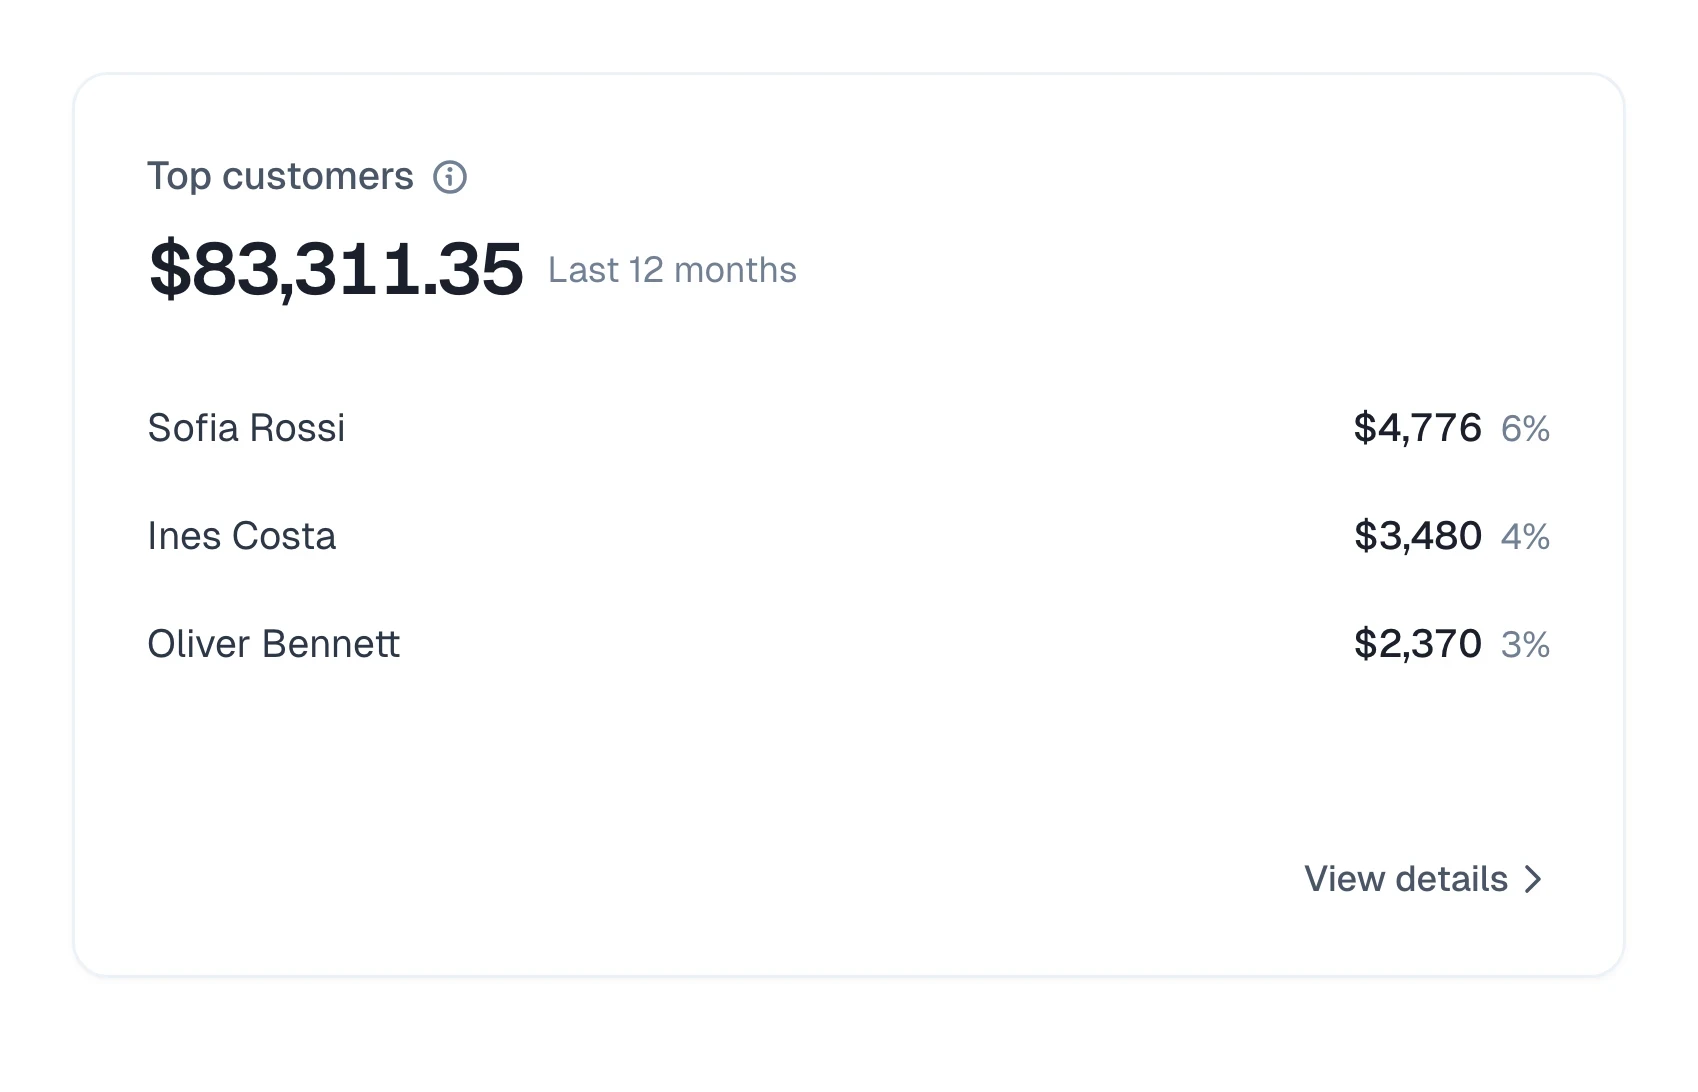 Top customers
$83,311.35 Last 12 months
Sofia Rossi $4,776 6%
Ines Costa $3,480 4%
Oliver Bennett $2,370 3%
View details